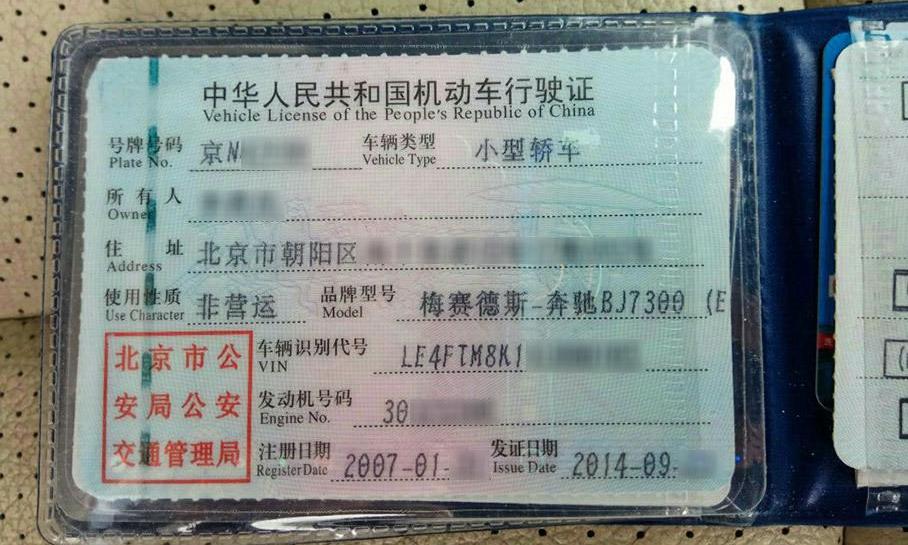 中华人民共和国机动车行驶证
Vehicle License of the People's Republic of China
号牌号码 京N 车辆类型 小型轿车
Plate No. Vehicle Type
所有人
Owner
住址 北京市朝阳区
Address
使用性质 非营运 品牌型号 梅赛德斯-奔驰BJ7300 (E
Use Character Model
北京市公 车辆识别代号 LE4FTM8K1
VIN
安局公安 发动机号码 30
Engine No.
交通管理局 注册日期 2007-01- 发证日期 2014-09-
Register Date Issue Date